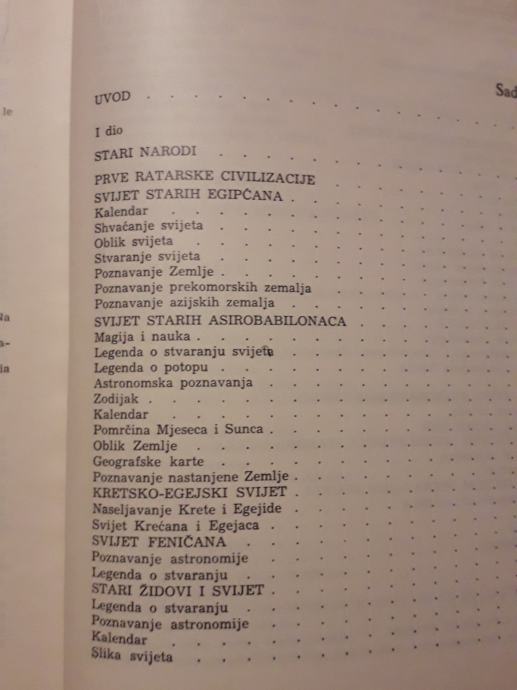 le
Sad
UVOD
I dio
STARI NARODI
PRVE RATARSKE CIVILIZACIJE
SVIJET STARIH EGIPĆANA
Kalendar
Shvaćanje svijeta
Oblik svijeta
Stvaranje svijeta
Poznavanje Zemlje
Poznavanje prekomorskih zemalja
Poznavanje azijskih zemalja
SVIJET STARIH ASIROBABILONACA
Magija i nauka
Legenda o stvaranju svijeta
Legenda o potopu
Astronomska poznavanja
Zodijak
Kalendar
Pomrčina Mjeseca i Sunca
Oblik Zemlje
Geografske karte
Poznavanje nastanjene Zemlje
KRETSKO-EGEJSKI SVIJET
Naseljavanje Krete i Egejide
Svijet Krećana i Egejaca
SVIJET FENIČANA
Poznavanje astronomije
Legenda o stvaranju
STARI ŽIDOVI I SVIJET
Legenda o stvaranju
Poznavanje astronomije
Kalendar
Slika svijeta